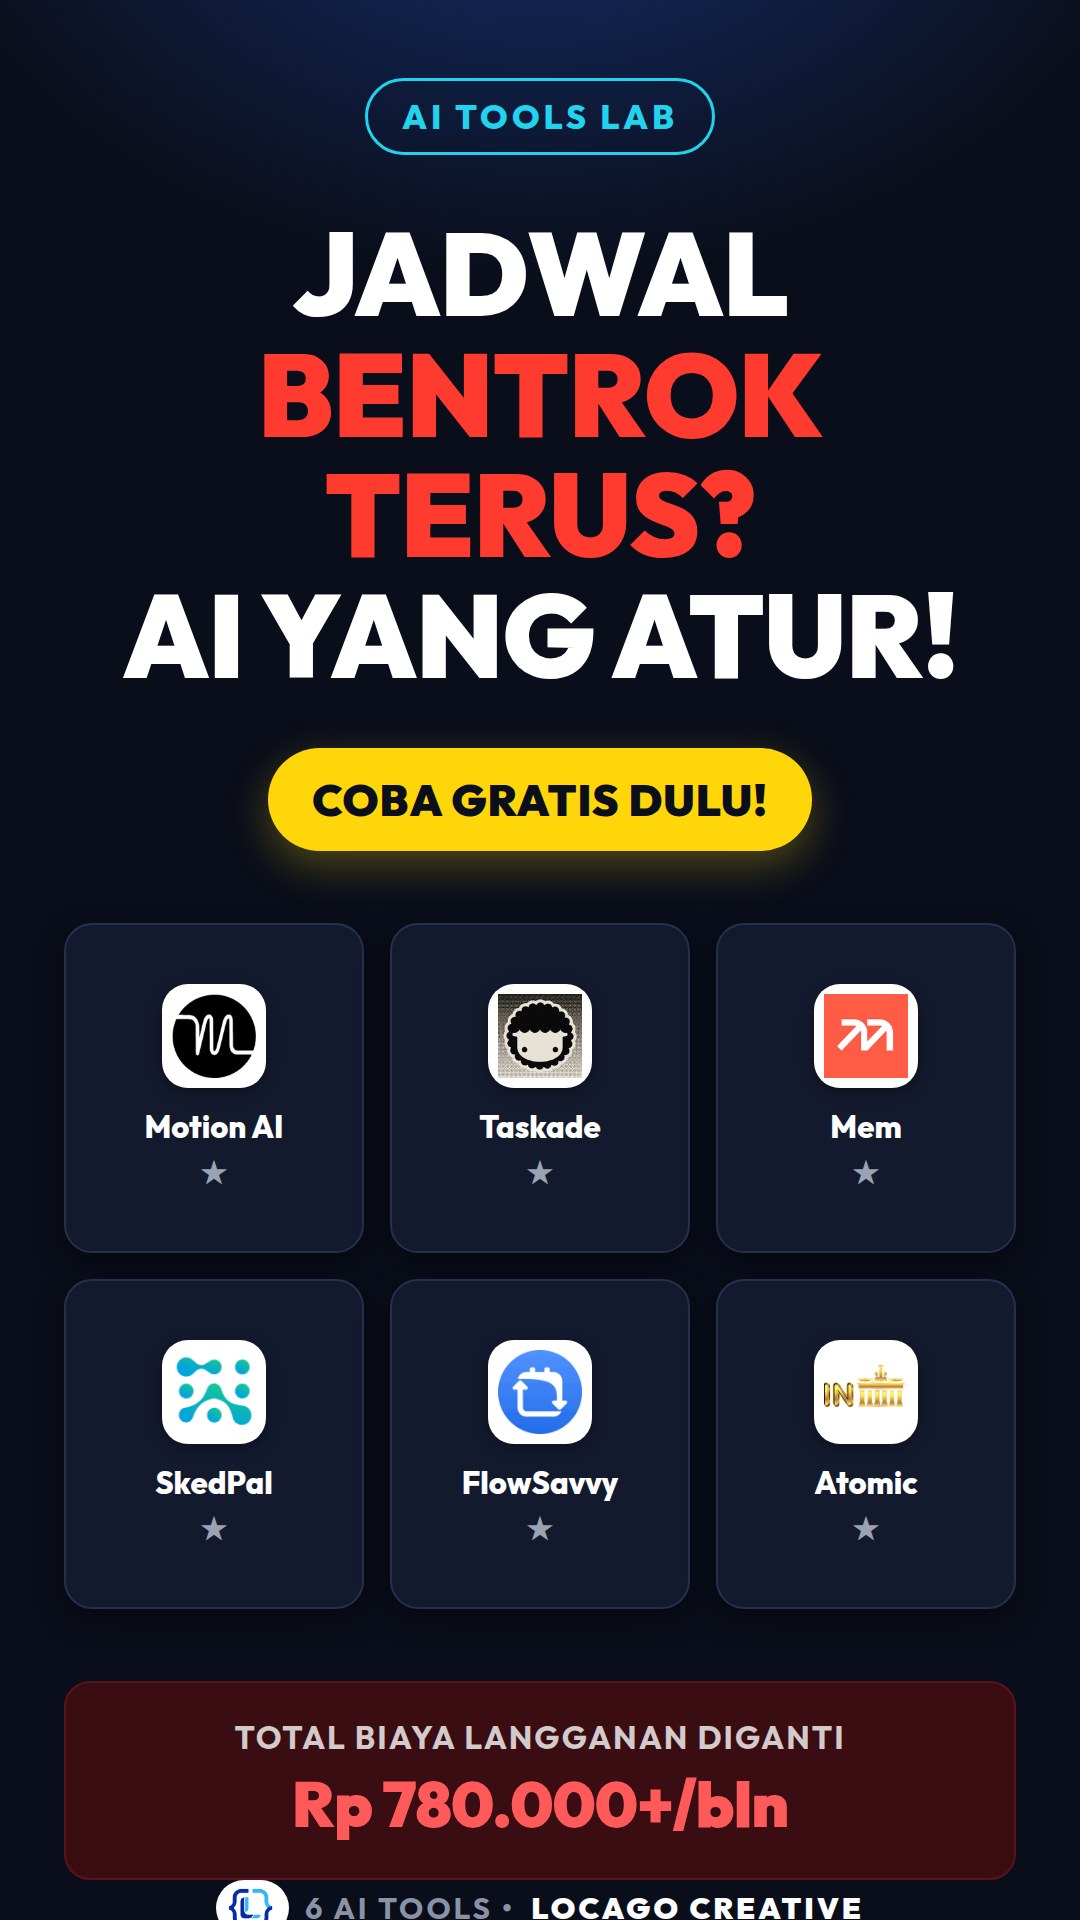 AI TOOLS LAB
JADWAL
BENTROK
TERUS?
AI YANG ATUR!
COBA GRATIS DULU!
Motion AI
Taskade
Mem
SkedPal
FlowSavvy
IN
Atomic
TOTAL BIAYA LANGGANAN DIGANTI
Rp 780.000+/bln
6 AI TOOLS • LOCAGO CREATIVE